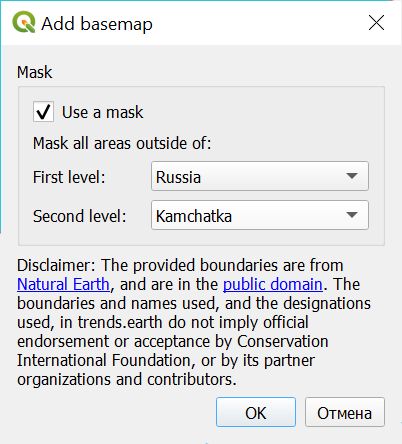 Add basemap
Mask
Use a mask
Mask all areas outside of:
First level: Russia
Second level: Kamchatka
Disclaimer: The provided boundaries are from
Natural Earth, and are in the public domain. The
boundaries and names used, and the designations
used, in trends.earth do not imply official
endorsement or acceptance by Conservation
International Foundation, or by its partner
organizations and contributors.
OK Отмена